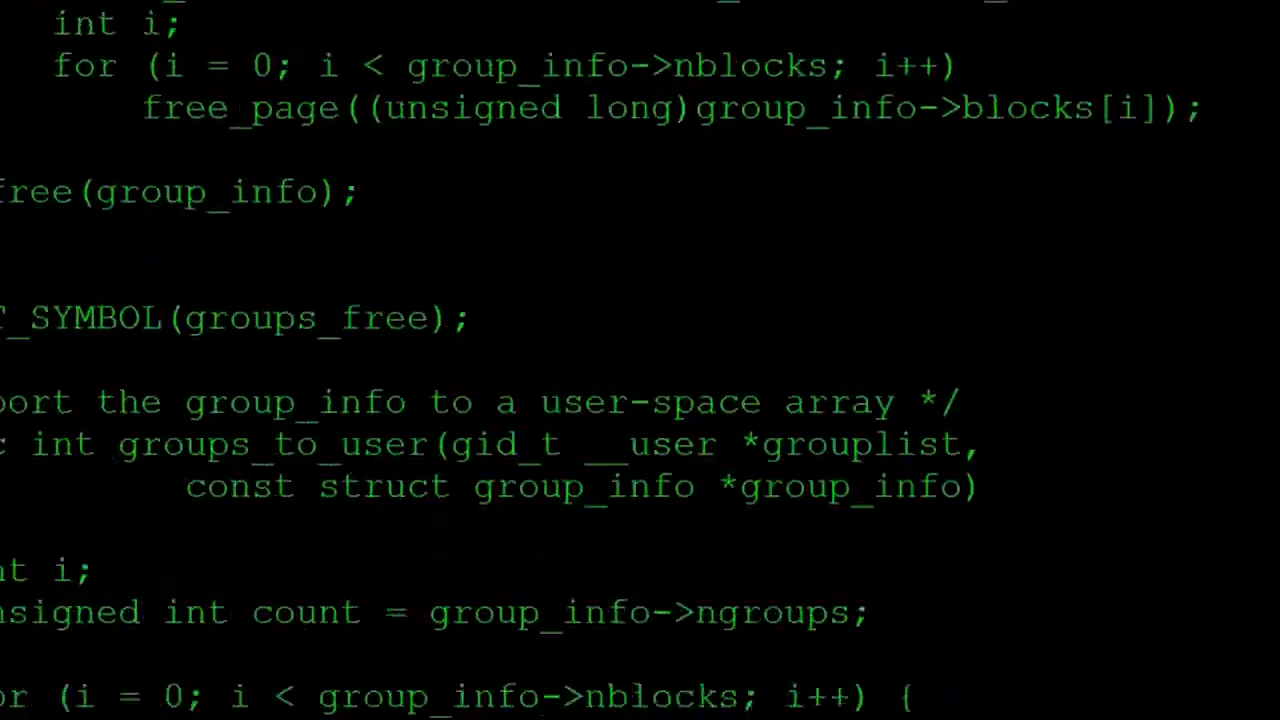 int i;
for (i = 0; i < group_info->nblocks; i++)
free_page((unsigned long)group_info->blocks[i]);
free(group_info);
T_SYMBOL(groups_free);
port the group_info to a user-space array */
c int groups_to_user(gid_t __user *grouplist,
const struct group_info *group_info)
nt i;
nsigned int count = group_info->ngroups;
or (i = 0; i < group_info->nblocks; i++) {